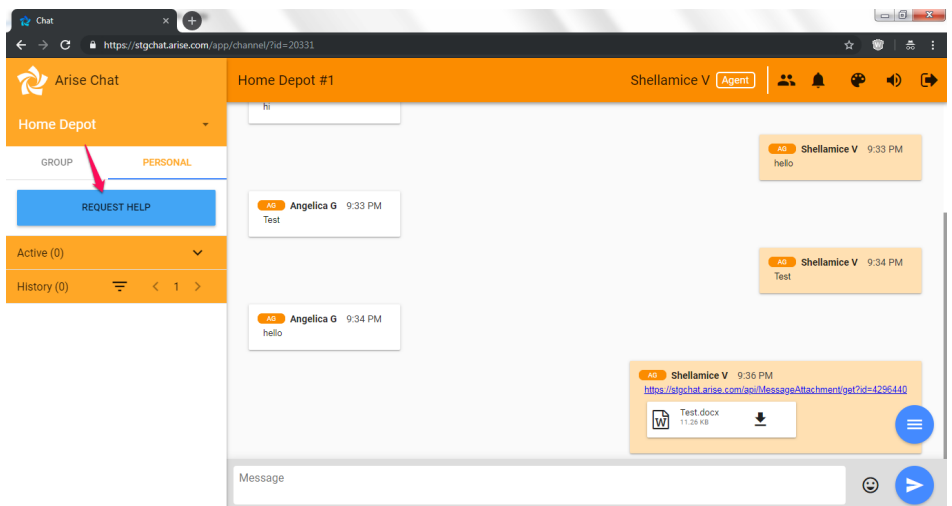 Chat
https://stgchat.arise.com/app/channel/?id=20331
Arise Chat
Home Depot #1
Shellamice V Agent
Home Depot
GROUP PERSONAL
REQUEST HELP
Active (0)
History (0) < 1 >
hi
AG Shellamice V 9:33 PM
hello
AG Angelica G 9:33 PM
Test
AG Shellamice V 9:34 PM
Test
AG Angelica G 9:34 PM
hello
AG Shellamice V 9:36 PM
https://stgchat.arise.com/api/MessageAttachment/get?id=4296440
W
Test.docx
11.26 KB
Message